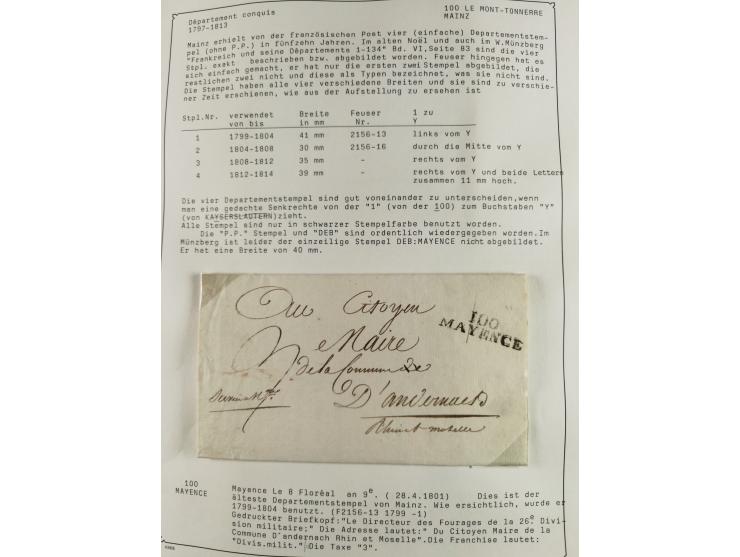 Département conquis
1797-1813
100 LE MONT-TONNERRE
MAINZ
Mainz erhielt von der französischen Post vier (einfache) Departementstem-
pel (ohne P.P.) in fünfzehn Jahren. Im alten Noël und auch im W.Münzberg
"Frankreich und seine Départements 1-134" Bd. VI,Seite 83 sind die vier
Stpl. exakt beschrieben bzw. abgebildet worden. Feuser hingegen hat es
sich einfach gemacht, er hat nur die ersten zwei Stempel abgebildet, die
restlichen zwei nicht und diese als Typen bezeichnet, was sie nicht sind.
Die Stempel haben alle vier verschiedene Breiten und sie sind zu verschie-
ner Zeit erschienen, wie aus der Aufstellung zu ersehen ist
Stpl.Nr. verwendet Breite Feuser 1 zu
von bis in mm Nr. Y
1 1799-1804 41 mm 2156-13 links vom Y
2 1804-1808 30 mm 2156-16 durch die Mitte vom Y
3 1808-1812 35 mm - rechts vom Y
4 1812-1814 39 mm - rechts vom Y und beide Lettern
zusammen 11 mm hoch.
Die vier Departementstempel sind gut voneinander zu unterscheiden,wenn
man eine gedachte Senkrechte von der "1" (von der 100) zum Buchstaben "Y"
(von KAYSERSLAUTERN)zieht.
Alle Stempel sind nur in schwarzer Stempelfarbe benutzt worden.
Die "P.P." Stempel und "DEB" sind ordentlich wiedergegeben worden.Im
Münzberg ist leider der einzeilige Stempel DEB:MAYENCE nicht abgebildet.
Er hat eine Breite von 40 mm.
100
MAYENCE
Au Citoyen
Maire
de la Commune
D'andernach
Rhin et moselle
100
MAYENCE
Mayence Le 8 Floréal an 9e. ( 28.4.1801) Dies ist der
älteste Departementstempel von Mainz. Wie ersichtlich, wurde er
1799-1804 benutzt. (F2156-13 1799 -1)
Gedruckter Briefkopf:"Le Directeur des Fourages de la 26e Divi-
sion militaire;" Die Adresse lautet:" Du Citoyen Maire de la
Commune D'andernach Rhin et Moselle".Die Franchise lautet:
"Divis.milit." Die Taxe "3".